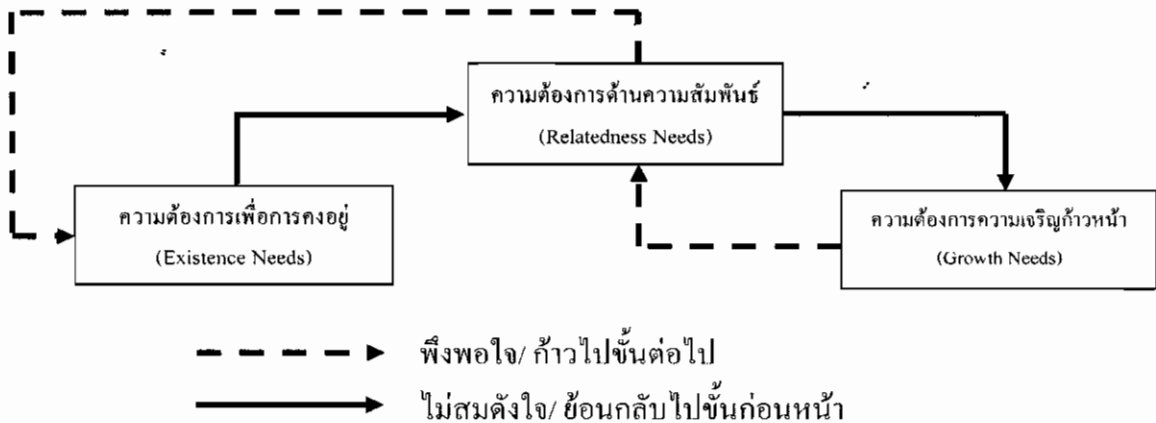 ความต้องการด้านความสัมพันธ์
(Relatedness Needs)
ความต้องการเพื่อการคงอยู่
(Existence Needs)
ความต้องการความเจริญก้าวหน้า
(Growth Needs)
พึงพอใจ/ ก้าวไปขั้นต่อไป
ไม่สมดังใจ/ ย้อนกลับไปขั้นก่อนหน้า